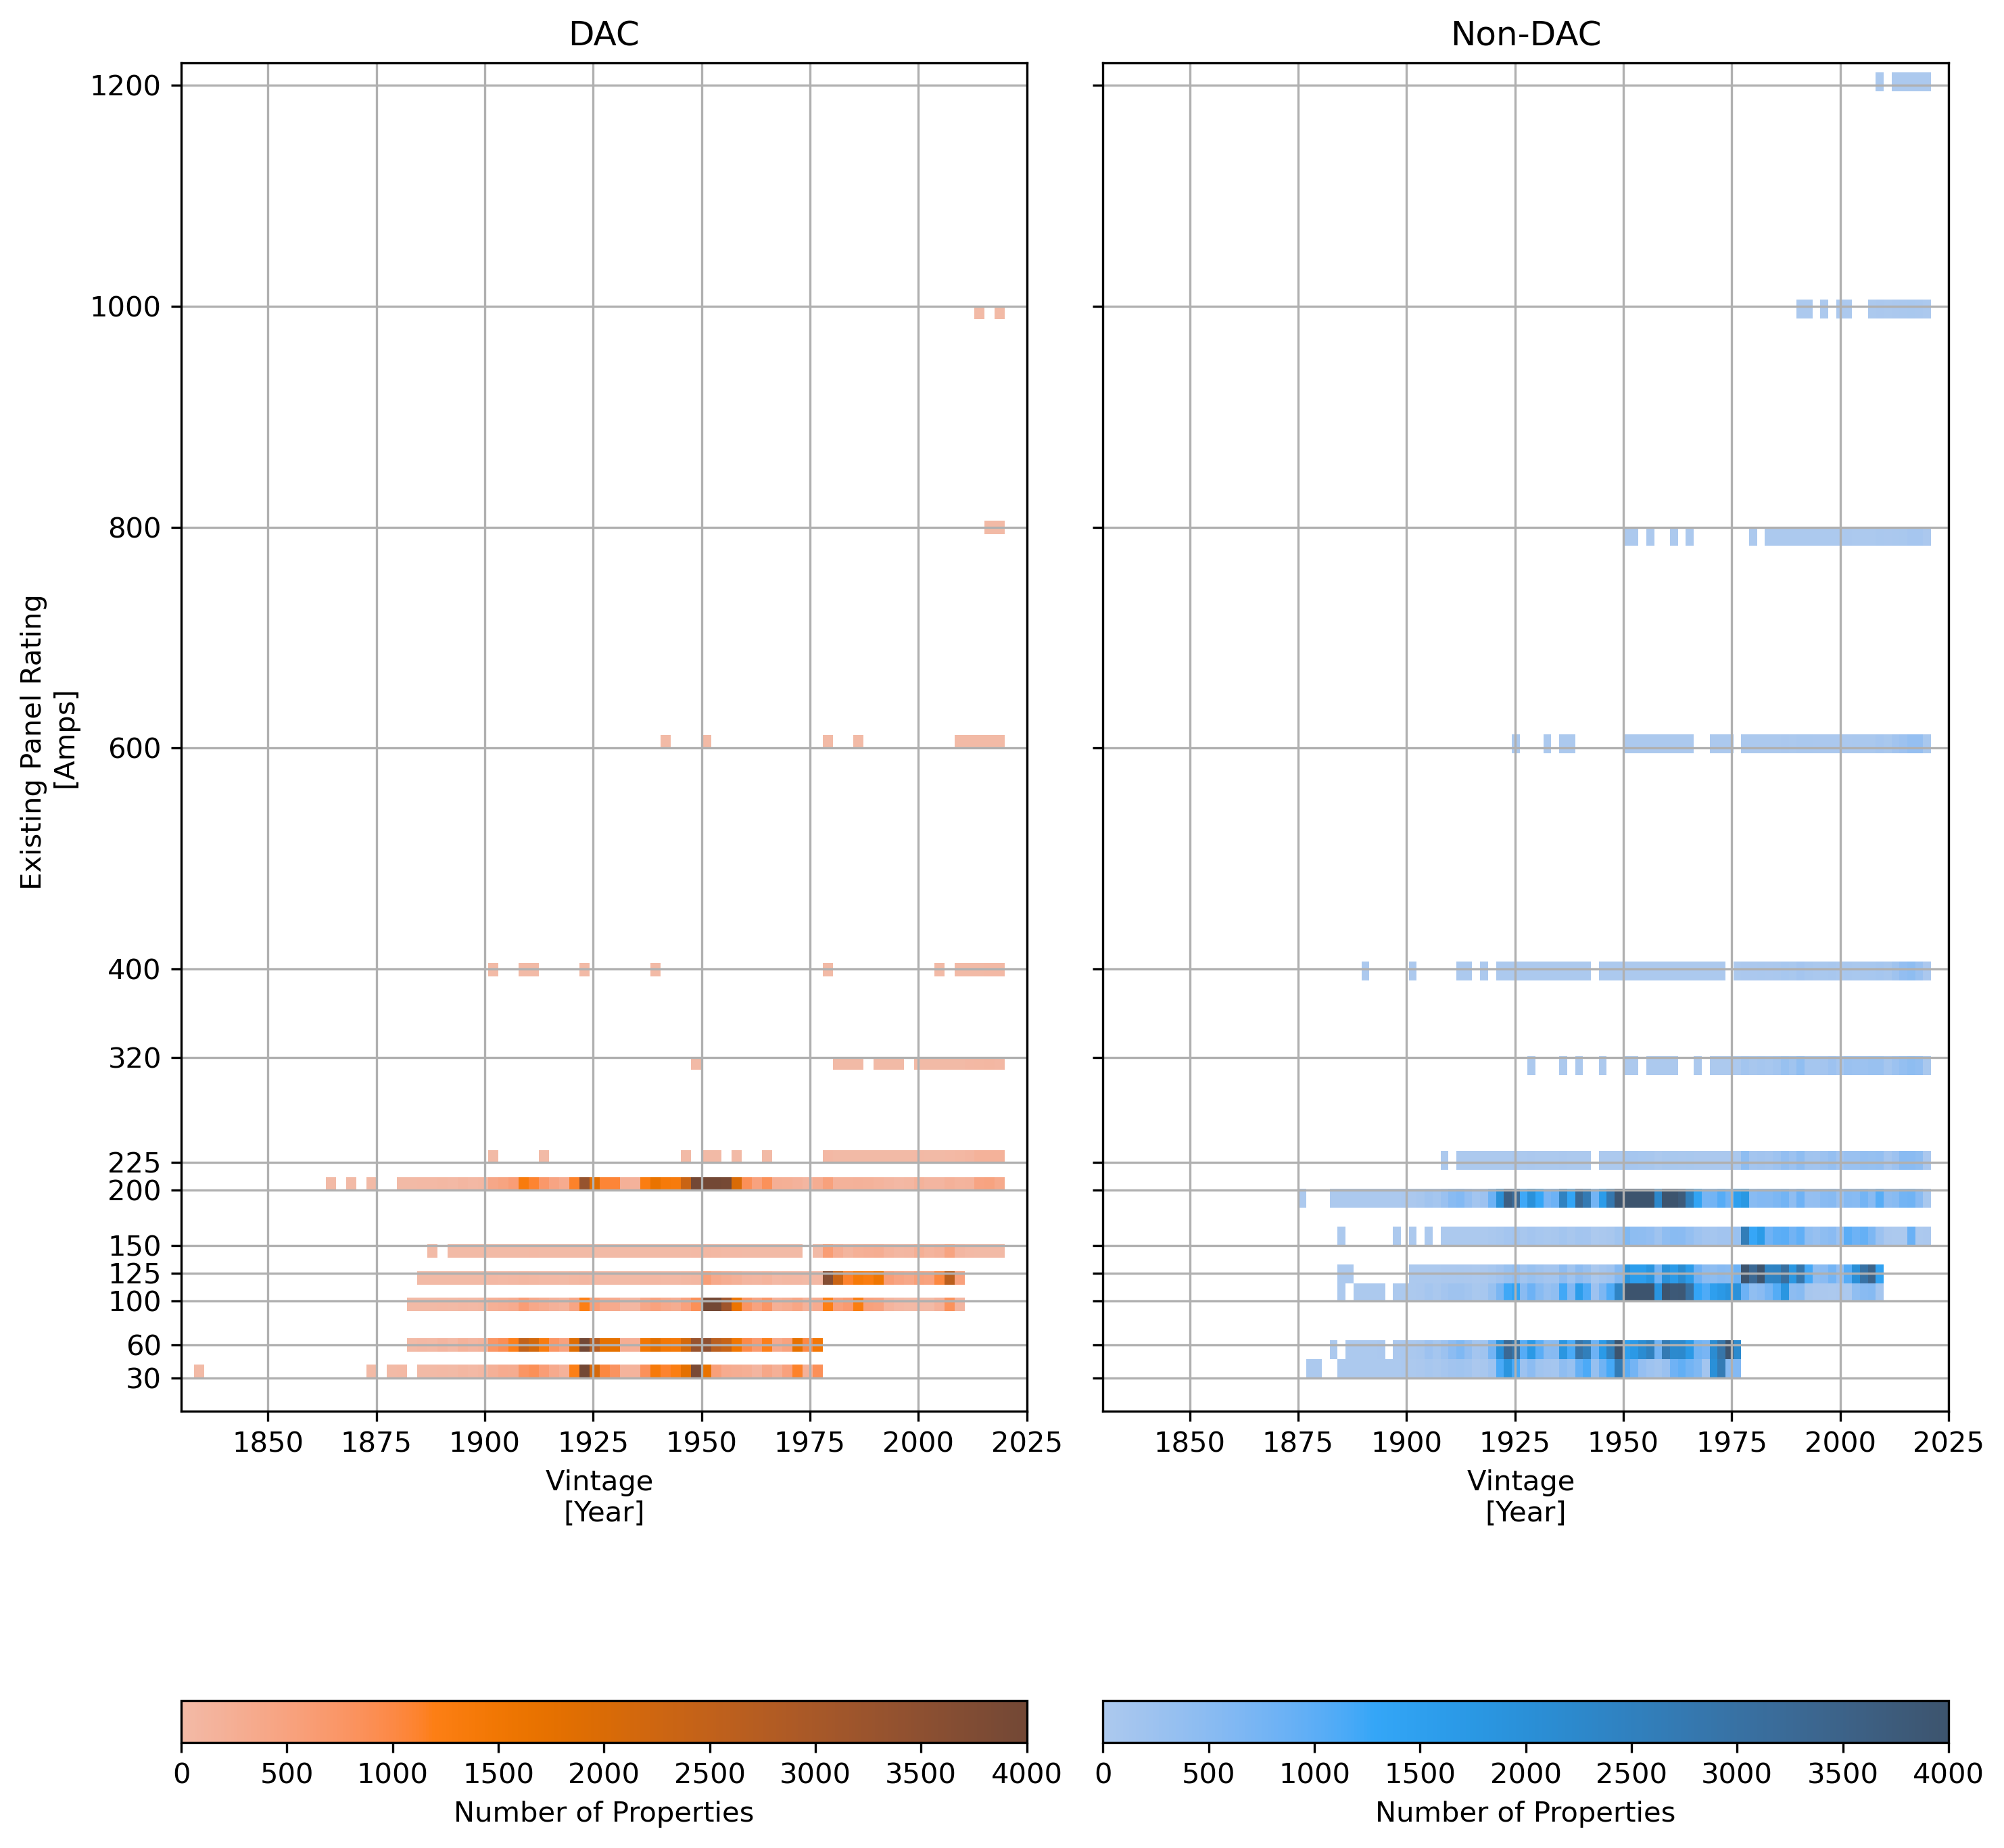 DAC
Non-DAC
Existing Panel Rating
[Amps]
1200
1000
800
600
400
320
225
200
150
125
100
60
30
1850 1875 1900 1925 1950 1975 2000 2025
1850 1875 1900 1925 1950 1975 2000 2025
Vintage
[Year]
Vintage
[Year]
0 500 1000 1500 2000 2500 3000 3500 4000
Number of Properties
0 500 1000 1500 2000 2500 3000 3500 4000
Number of Properties